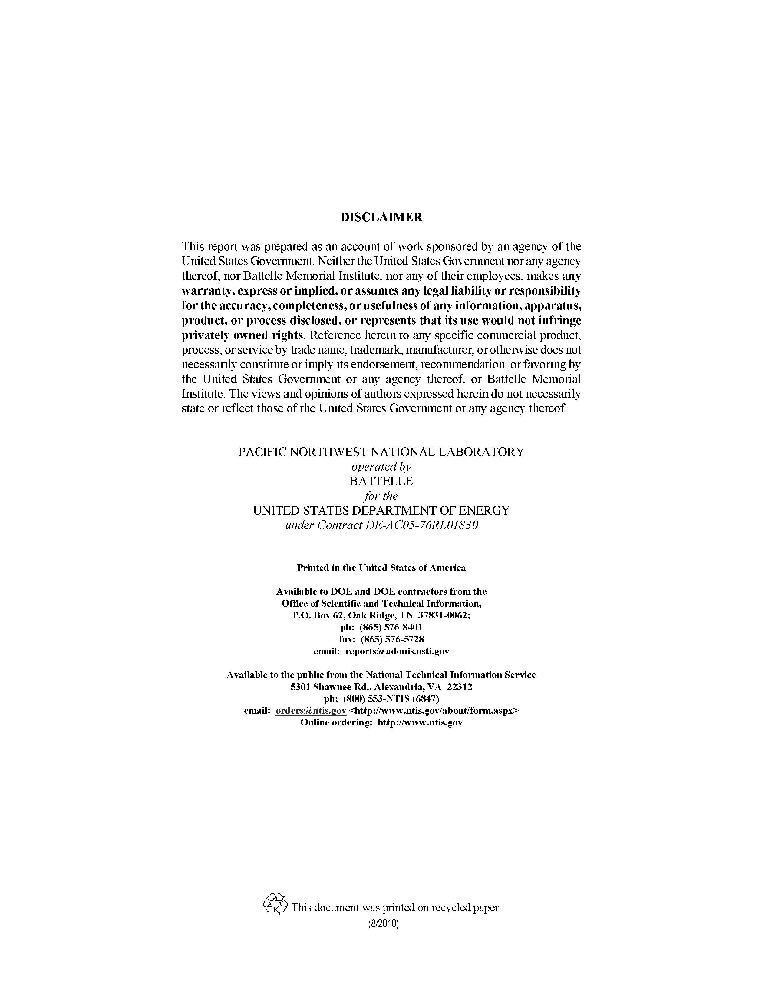 DISCLAIMER
This report was prepared as an account of work sponsored by an agency of the
United States Government. Neither the United States Government nor any agency
thereof, nor Battelle Memorial Institute, nor any of their employees, makes any
warranty, express or implied, or assumes any legal liability or responsibility
for the accuracy, completeness, or usefulness of any information, apparatus,
product, or process disclosed, or represents that its use would not infringe
privately owned rights. Reference herein to any specific commercial product,
process, or service by trade name, trademark, manufacturer, or otherwise does not
necessarily constitute or imply its endorsement, recommendation, or favoring by
the United States Government or any agency thereof, or Battelle Memorial
Institute. The views and opinions of authors expressed herein do not necessarily
state or reflect those of the United States Government or any agency thereof.
PACIFIC NORTHWEST NATIONAL LABORATORY
operated by
BATTELLE
for the
UNITED STATES DEPARTMENT OF ENERGY
under Contract DE-AC05-76RL01830
Printed in the United States of America
Available to DOE and DOE contractors from the
Office of Scientific and Technical Information,
P.O. Box 62, Oak Ridge, TN 37831-0062;
ph: (865) 576-8401
fax: (865) 576-5728
email: reports@adonis.osti.gov
Available to the public from the National Technical Information Service
5301 Shawnee Rd., Alexandria, VA 22312
ph: (800) 553-NTIS (6847)
email: orders@ntis.gov <http://www.ntis.gov/about/form.aspx>
Online ordering: http://www.ntis.gov
This document was printed on recycled paper.
(8/2010)